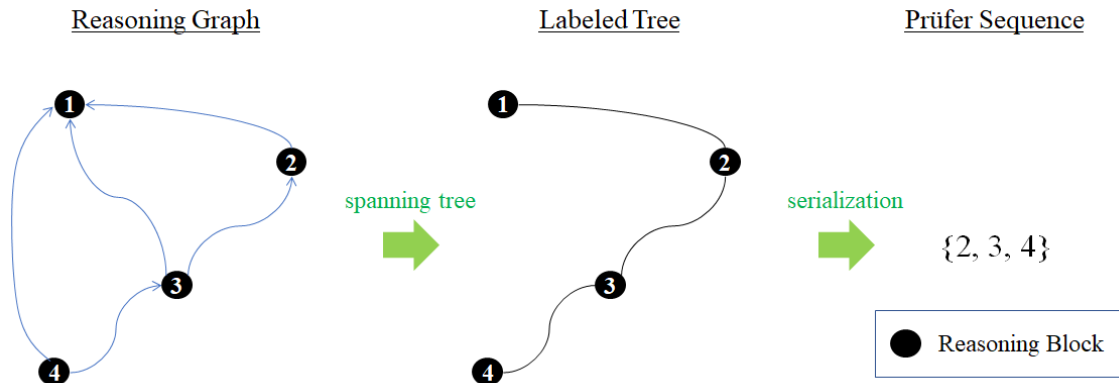 Reasoning Graph
Labeled Tree
Prüfer Sequence
1
2
3
4
spanning tree
1
2
3
4
serialization
{2, 3, 4}
Reasoning Block